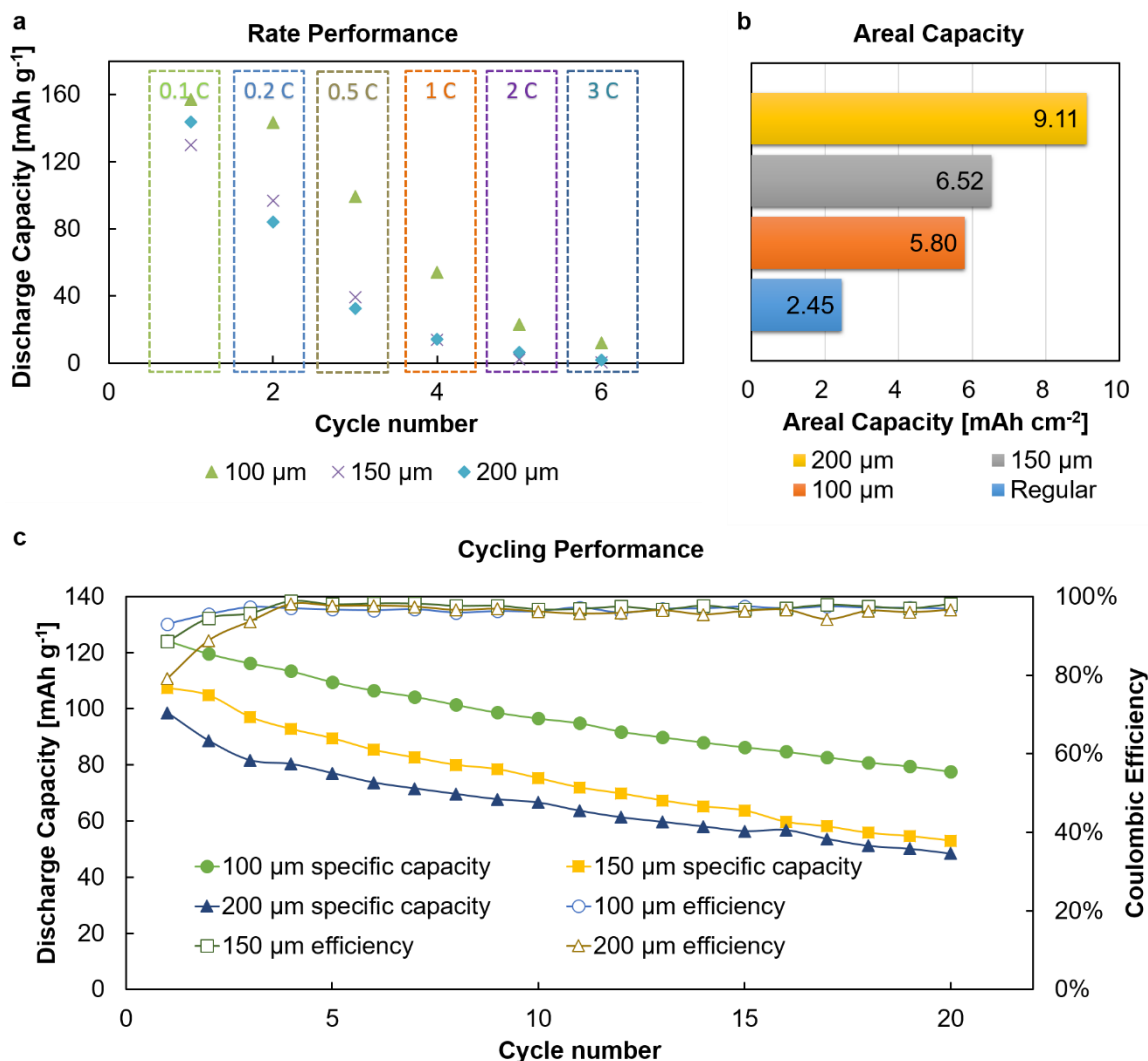 a
Rate Performance
Discharge Capacity [mAh g-1]
160
120
80
40
0
0.1 C 0.2 C 0.5 C 1 C 2 C 3 C
0 2 4 6
Cycle number
100 µm 150 µm 200 µm
b
Areal Capacity
9.11
6.52
5.80
2.45
0 2 4 6 8 10
Areal Capacity [mAh cm-2]
200 µm 150 µm
100 µm Regular
c
Cycling Performance
Discharge Capacity [mAh g-1]
140
120
100
80
60
40
20
0
100 µm specific capacity 150 µm specific capacity
200 µm specific capacity 100 µm efficiency
150 µm efficiency 200 µm efficiency
100%
80%
60%
40%
20%
0%
Coulombic Efficiency
0 5 10 15 20
Cycle number